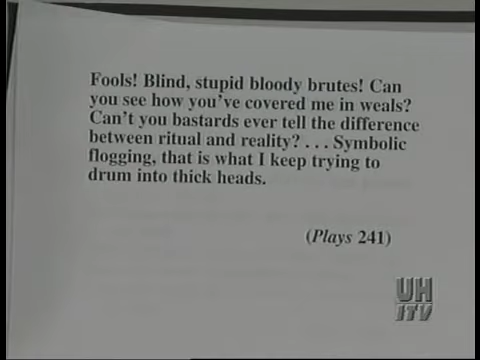 Fools! Blind, stupid bloody brutes! Can
you see how you've covered me in weals?
Can't you bastards ever tell the difference
between ritual and reality? . . . Symbolic
flogging, that is what I keep trying to
drum into thick heads.
(Plays 241)
UH
ITV